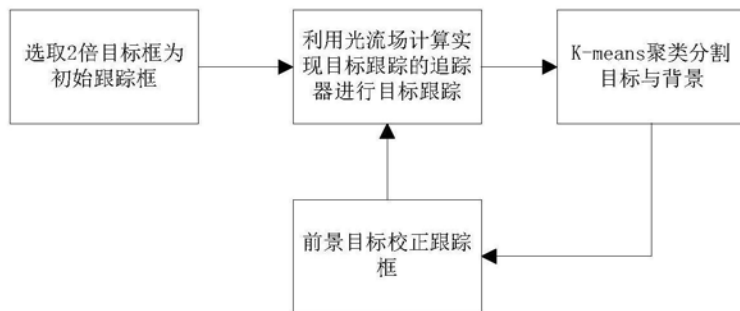 选取2倍目标框为
初始跟踪框
利用光流场计算实
现目标跟踪的追踪
器进行目标跟踪
K-means聚类分割
目标与背景
前景目标校正跟踪
框